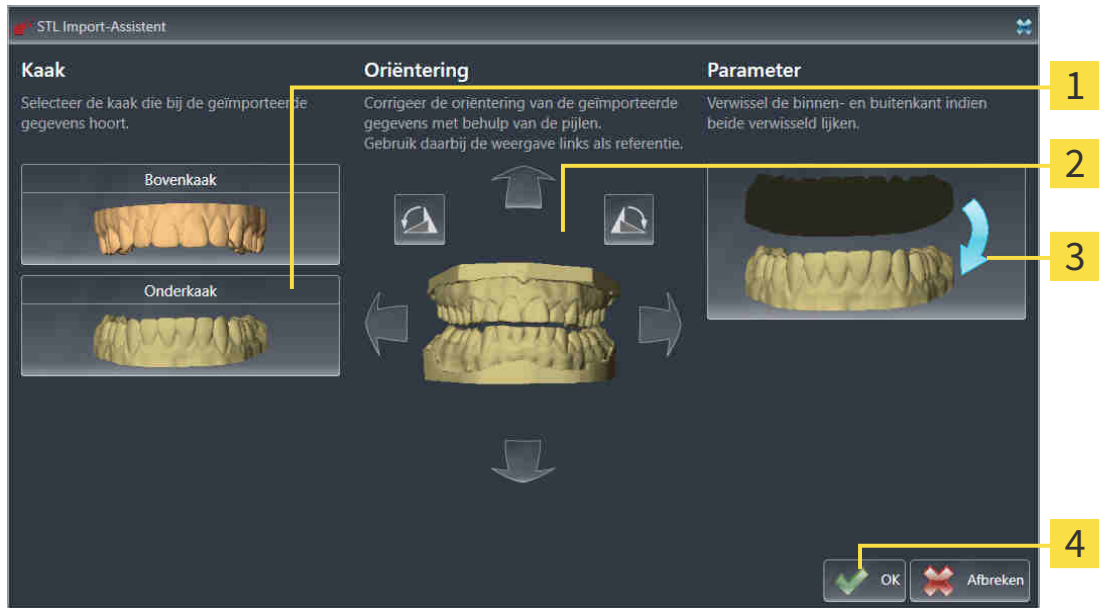 STL Import-Assistent
Kaak
Selecteer de kaak die bij de geïmporteerde
gegevens hoort.
Bovenkaak
Onderkaak
Oriëntering
Corrigeer de oriëntering van de geïmporteerde
gegevens met behulp van de pijlen.
Gebruik daarbij de weergave links als referentie.
Parameter
Verwissel de binnen- en buitenkant indien
beide verwisseld lijken.
1
2
3
4
OK
Afbreken